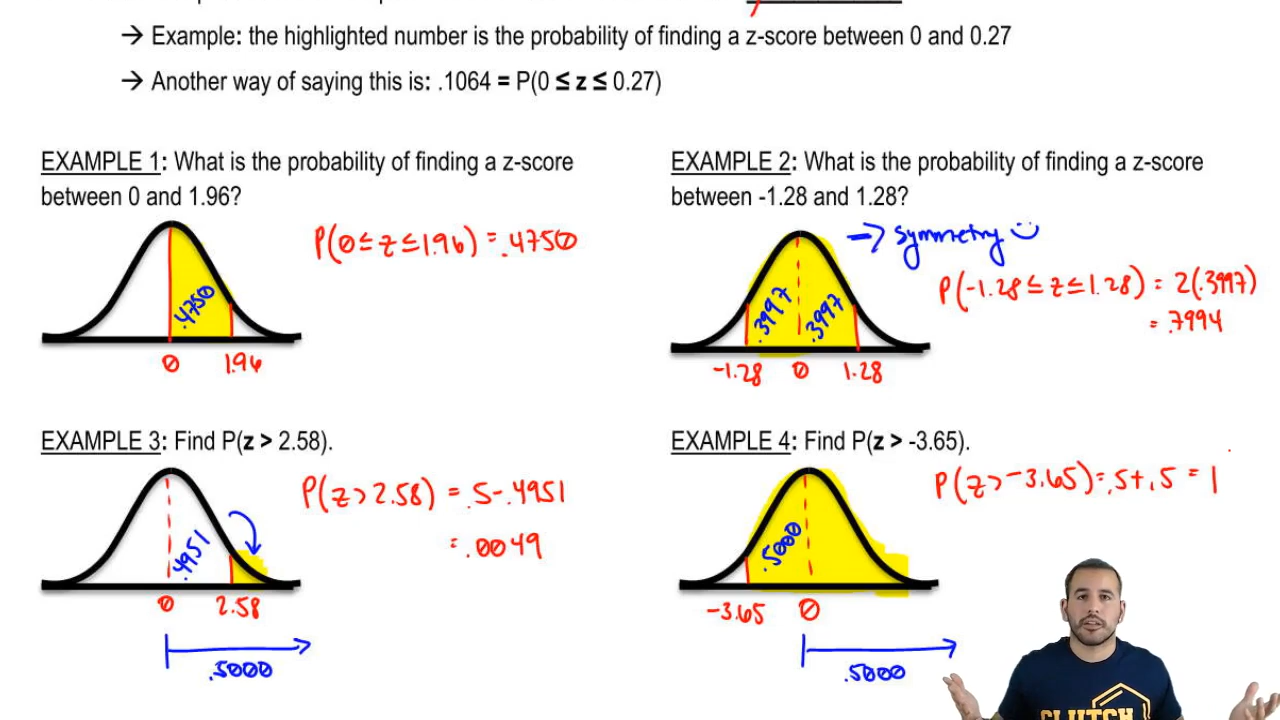 → Example: the highlighted number is the probability of finding a z-score between 0 and 0.27
→ Another way of saying this is: .1064 = P(0 ≤ z ≤ 0.27)
EXAMPLE 1: What is the probability of finding a z-score
between 0 and 1.96?
P(0 ≤ z ≤ 1.96) = .4750
.4750
0 1.96
EXAMPLE 2: What is the probability of finding a z-score
between -1.28 and 1.28?
→ symmetry
P(-1.28 ≤ z ≤ 1.28) = 2(.3997)
= .7994
.3997 .3997
-1.28 0 1.28
EXAMPLE 3: Find P(z > 2.58).
P(z > 2.58) = .5 - .4951
= .0049
.4951
0 2.58
.5000
EXAMPLE 4: Find P(z > -3.65).
P(z > -3.65) = .5 + .5 = 1
.5000
-3.65 0
.5000
CLUTCH